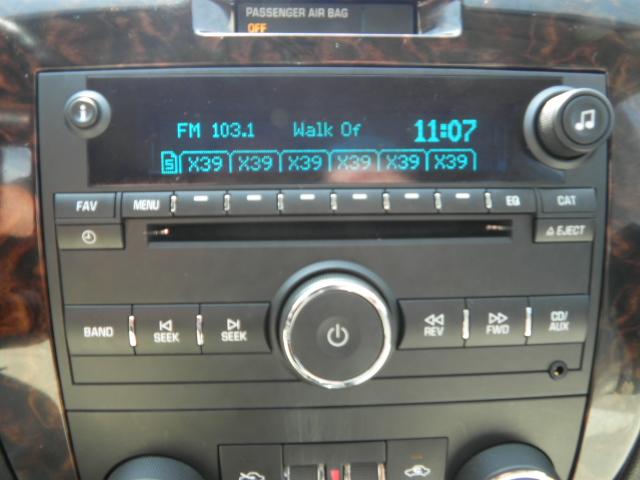 PASSENGER AIR BAG
OFF
FM 103.1 Walk Of 11:07
5 X39 X39 X39 X39 X39 X39
FAV MENU EQ CAT
EJECT
BAND SEEK SEEK REV FWD CD/
AUX